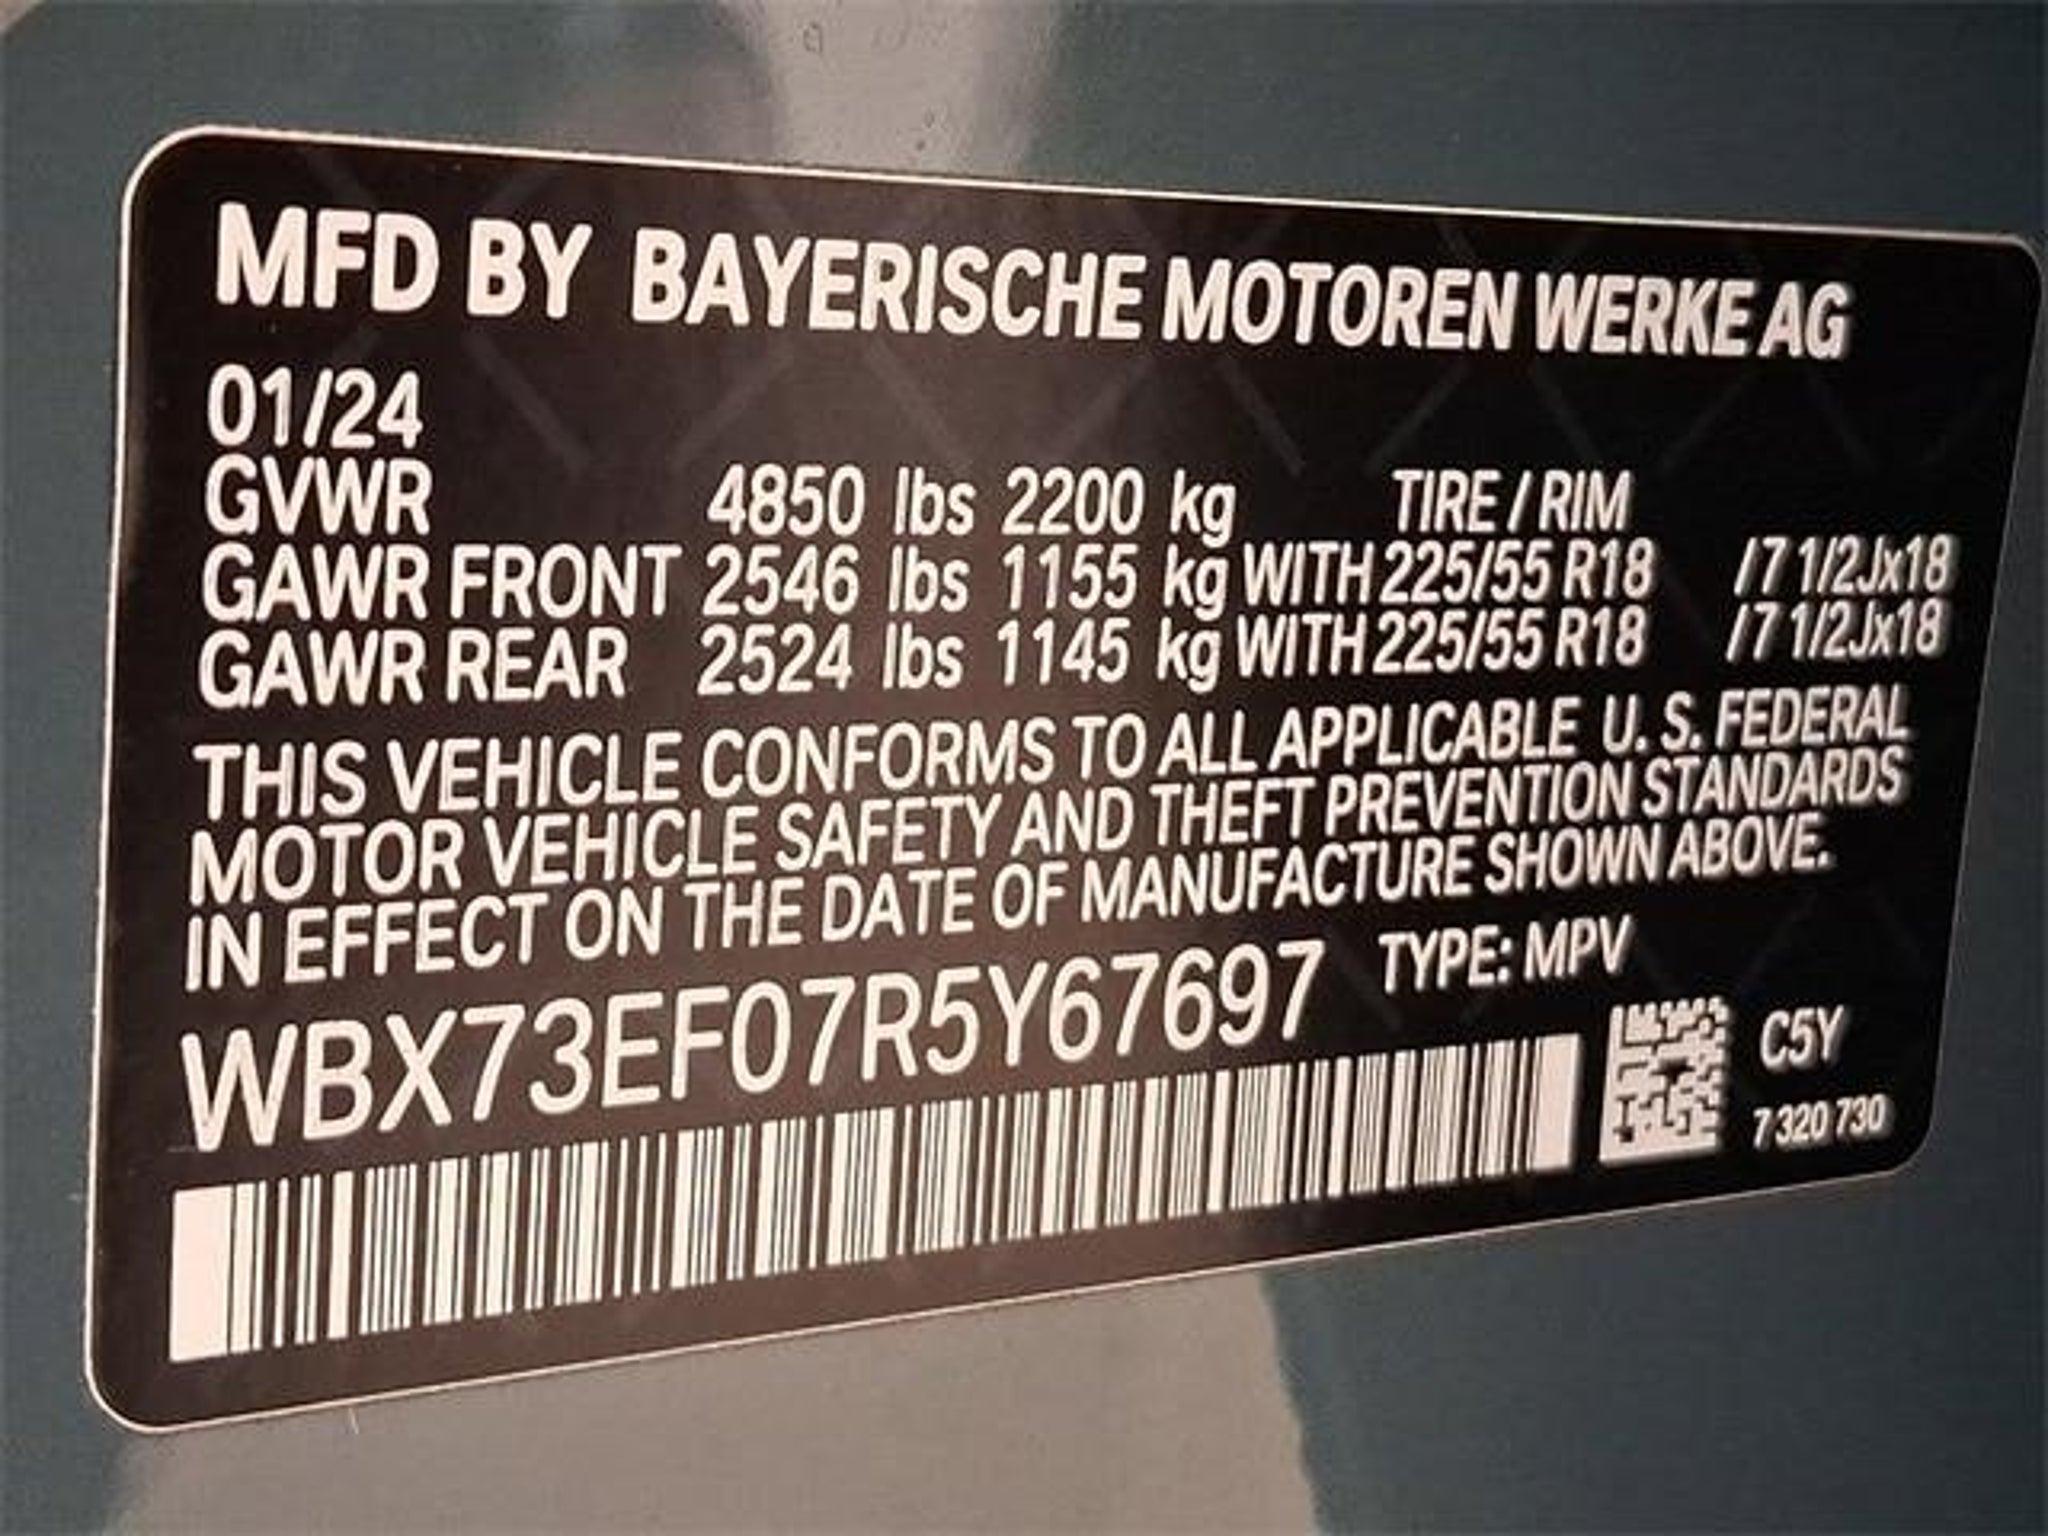 MFD BY BAYERISCHE MOTOREN WERKE AG
01/24
GVWR 4850 lbs 2200 kg TIRE / RIM
GAWR FRONT 2546 lbs 1155 kg WITH 225/55 R18 /7 1/2Jx18
GAWR REAR 2524 lbs 1145 kg WITH 225/55 R18 /7 1/2Jx18
THIS VEHICLE CONFORMS TO ALL APPLICABLE U. S. FEDERAL
MOTOR VEHICLE SAFETY AND THEFT PREVENTION STANDARDS
IN EFFECT ON THE DATE OF MANUFACTURE SHOWN ABOVE.
WBX73EF07R5Y67697 TYPE: MPV
C5Y
7 320 730